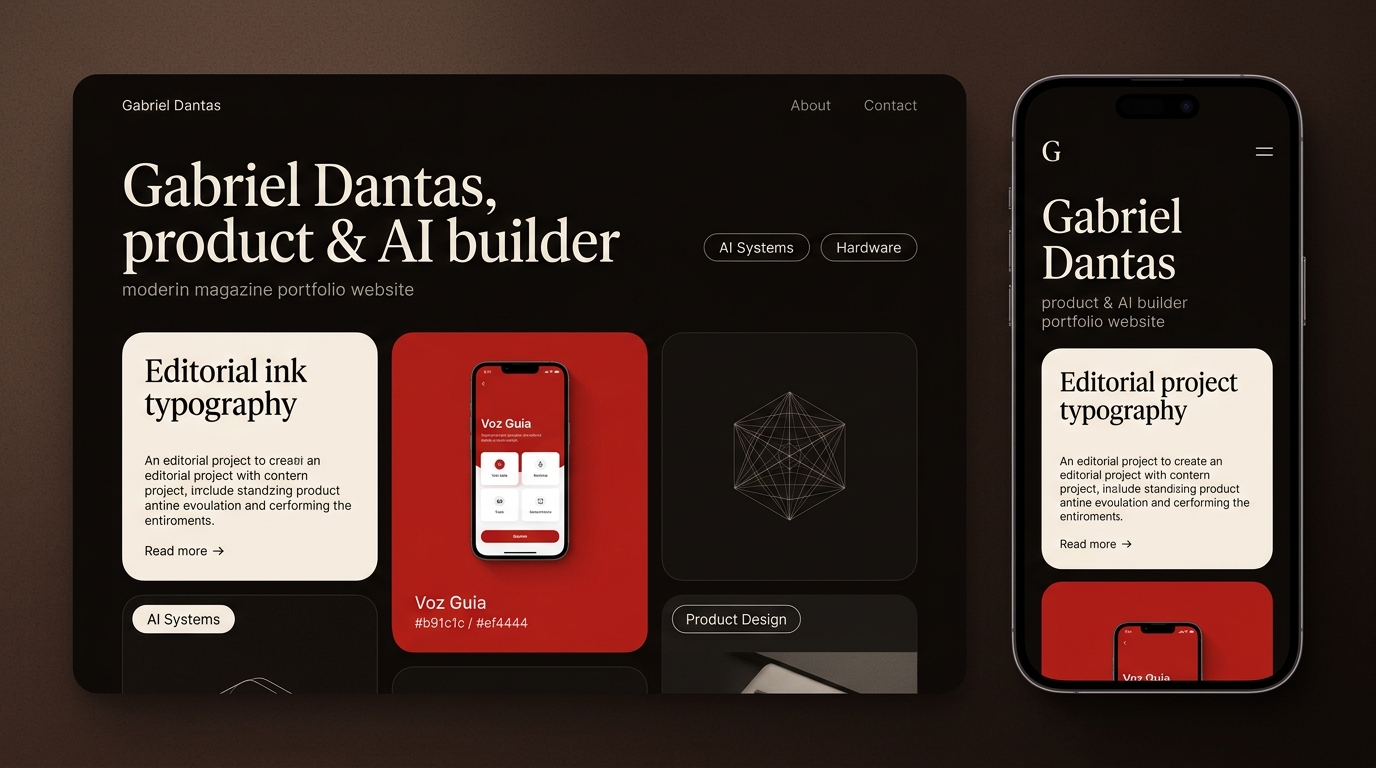 Gabriel Dantas
About
Contact
Gabriel Dantas,
product & AI builder
moderin magazine portfolio website
AI Systems
Hardware
Editorial ink
typography
An editorial project to creabi an
editorial project with contern
project, irrclude standzing product
antine evoulation and cerforming the
entiroments.
Read more →
Voz Guia
Voz Guia
#b91c1c / #ef4444
AI Systems
Product Design
G
Gabriel
Dantas
product & AI builder
portfolio website
Editorial project
typography
An editorial project to create an
editorial project with contern
project, inalude standising product
antine evoulation and cerforming the
entiroments.
Read more →
Voz Guia